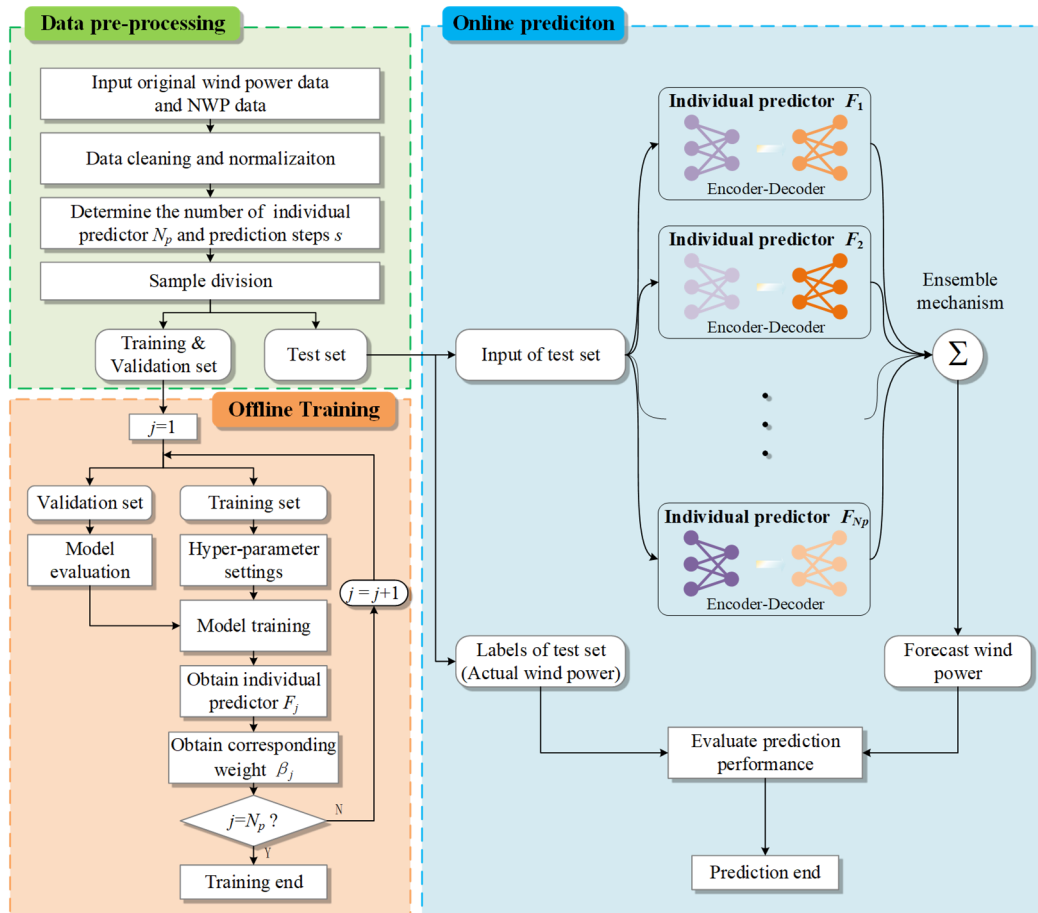 Data pre-processing
Input original wind power data
and NWP data
Data cleaning and normalizaiton
Determine the number of individual
predictor Np and prediction steps s
Sample division
Training &
Validation set
Test set
Offline Training
j=1
Validation set
Training set
Model
evaluation
Hyper-parameter
settings
j = j+1
Model training
Obtain individual
predictor Fj
Obtain corresponding
weight βj
j=Np ?
N
Y
Training end
Online prediciton
Individual predictor F1
Encoder-Decoder
Individual predictor F2
Encoder-Decoder
Ensemble
mechanism
Input of test set
Σ
Individual predictor FNp
Encoder-Decoder
Labels of test set
(Actual wind power)
Forecast wind
power
Evaluate prediction
performance
Prediction end